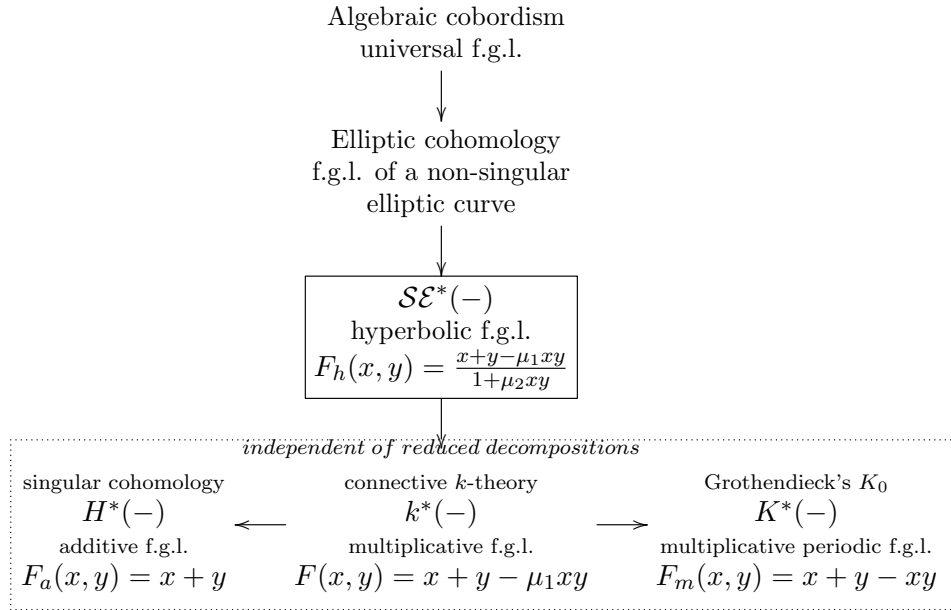 Algebraic cobordism
universal f.g.l.
Elliptic cohomology
f.g.l. of a non-singular
elliptic curve
𝒮ℰ*(−)
hyperbolic f.g.l.
F_h(x, y) = \frac{x+y−μ_1xy}{1+μ_2xy}
independent of reduced decompositions
singular cohomology connective k-theory Grothendieck's K_0
H*(−) k*(−) K*(−)
additive f.g.l. multiplicative f.g.l. multiplicative periodic f.g.l.
F_a(x, y) = x + y F(x, y) = x + y − μ_1xy F_m(x, y) = x + y − xy